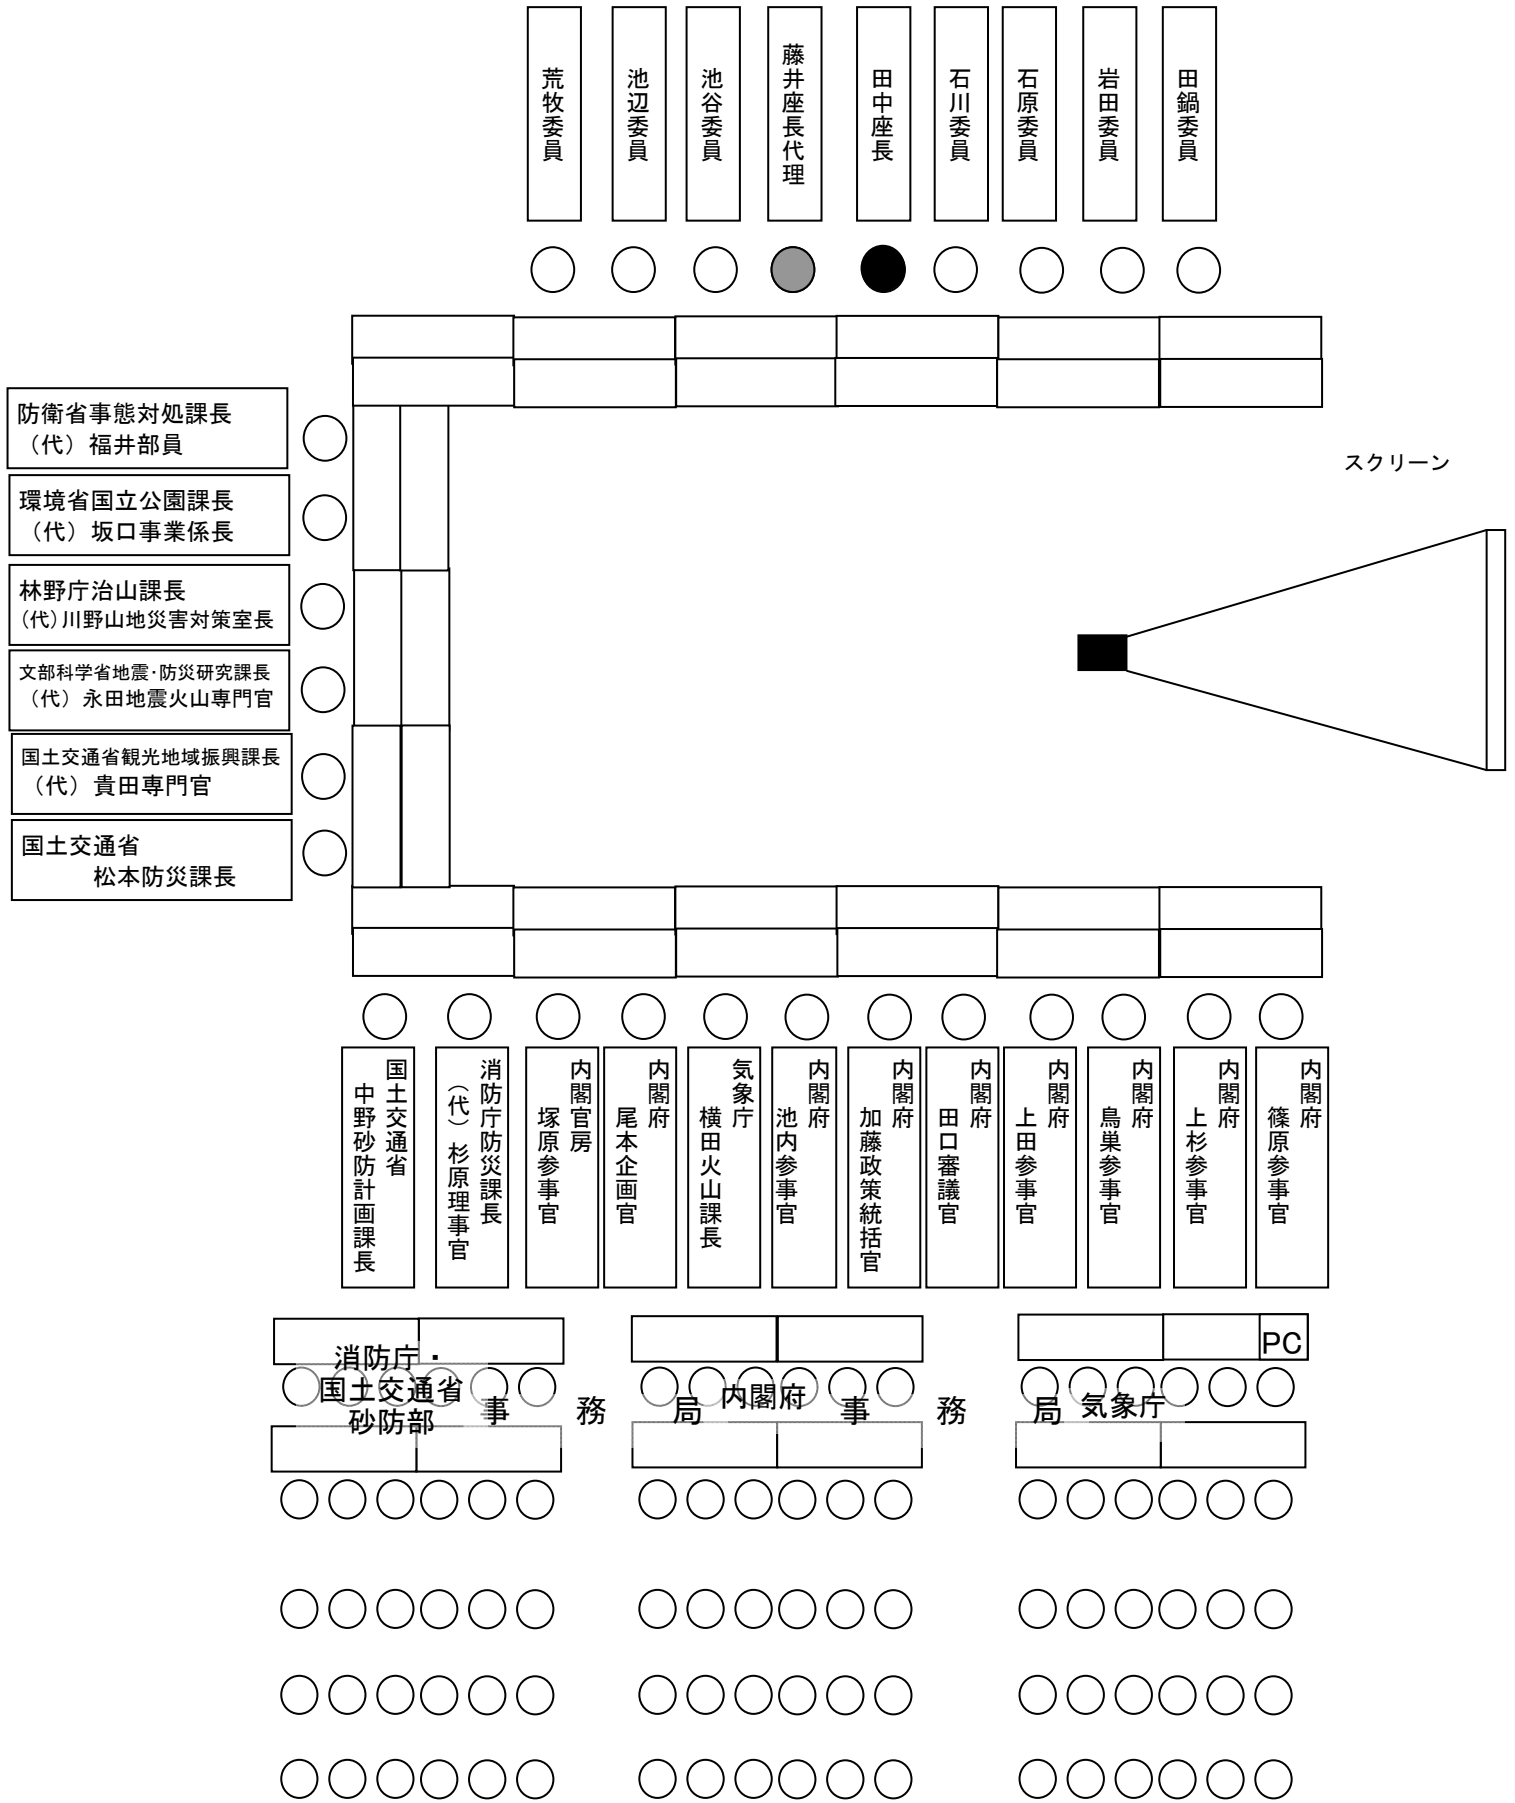 荒牧委員
池辺委員
池谷委員
藤井座長代理
田中座長
石川委員
石原委員
岩田委員
田鍋委員
防衛省事態対処課長
（代）福井部員
環境省国立公園課長
（代）坂口事業係長
林野庁治山課長
（代）川野山地災害対策室長
文部科学省地震・防災研究課長
（代）永田地震火山専門官
国土交通省観光地域振興課長
（代）貴田専門官
国土交通省
松本防災課長
スクリーン
国土交通省
中野砂防計画課長
消防庁防災課長
（代）杉原理事官
内閣官房
塚原参事官
内閣府
尾本企画官
気象庁
横田火山課長
内閣府
池内参事官
内閣府
加藤政策統括官
内閣府
田口審議官
内閣府
上田参事官
内閣府
鳥巣参事官
内閣府
上杉参事官
内閣府
篠原参事官
PC
消防庁・
国土交通省
砂防部
内閣府
気象庁
事　務　局　事　務　局